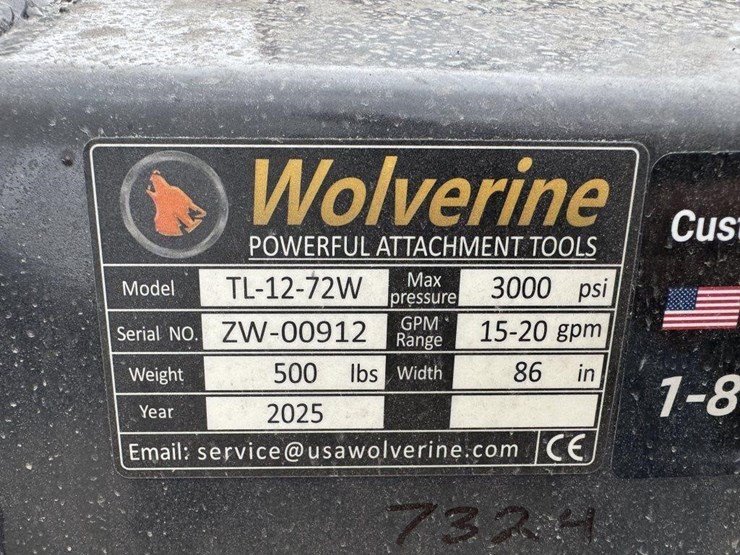 Wolverine
POWERFUL ATTACHMENT TOOLS
Model TL-12-72W Max pressure 3000 psi
Serial NO. ZW-00912 GPM Range 15-20 gpm
Weight 500 lbs Width 86 in
Year 2025
Email: service@usawolverine.com CE
7324
Cust
1-8